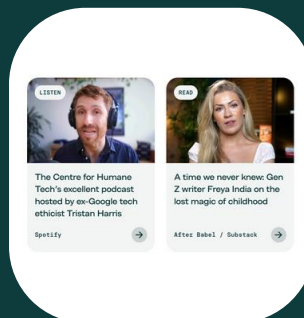 LISTEN
The Centre for Humane
Tech's excellent podcast
hosted by ex-Google tech
ethicist Tristan Harris
Spotify
READ
A time we never knew: Gen
Z writer Freya India on the
lost magic of childhood
After Babel / Substack